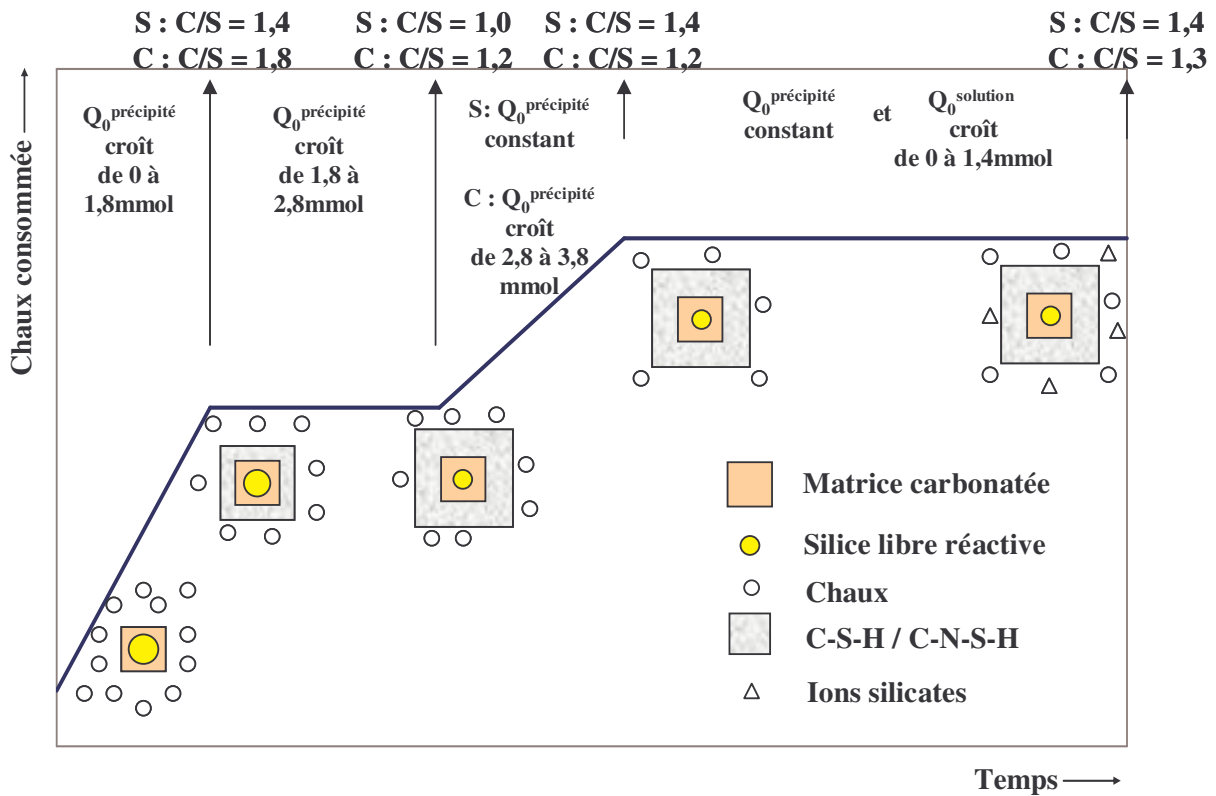 S : C/S = 1,4
C : C/S = 1,8
S : C/S = 1,0
C : C/S = 1,2
S : C/S = 1,4
C : C/S = 1,2
S : C/S = 1,4
C : C/S = 1,3
Chaux consommée
Q0précipité
croît
de 0 à
1,8mmol
Q0précipité
croît
de 1,8 à
2,8mmol
S: Q0précipité
constant
C : Q0précipité
croît
de 2,8 à 3,8
mmol
Q0précipité
constant
et
Q0solution
croît
de 0 à 1,4mmol
Matrice carbonatée
Silice libre réactive
Chaux
C-S-H / C-N-S-H
Ions silicates
Temps